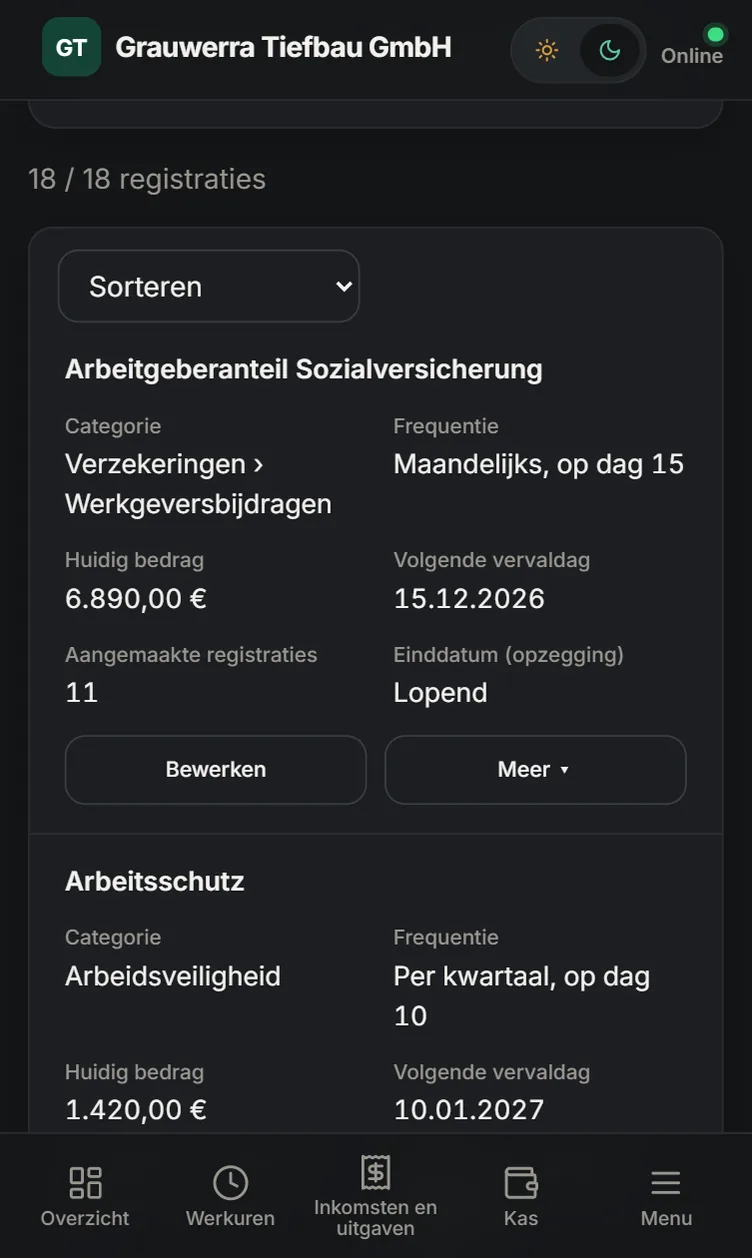 GT
Grauwerra Tiefbau GmbH
Online
18 / 18 registraties
Sorteren
Arbeitgeberanteil Sozialversicherung
Categorie
Verzekeringen ›
Werkgeversbijdragen
Frequentie
Maandelijks, op dag 15
Huidig bedrag
6.890,00 €
Volgende vervaldag
15.12.2026
Aangemaakte registraties
11
Einddatum (opzegging)
Lopend
Bewerken
Meer ▾
Arbeitsschutz
Categorie
Arbeidsveiligheid
Frequentie
Per kwartaal, op dag
10
Huidig bedrag
1.420,00 €
Volgende vervaldag
10.01.2027
Overzicht
Werkuren
Inkomsten en
uitgaven
Kas
Menu